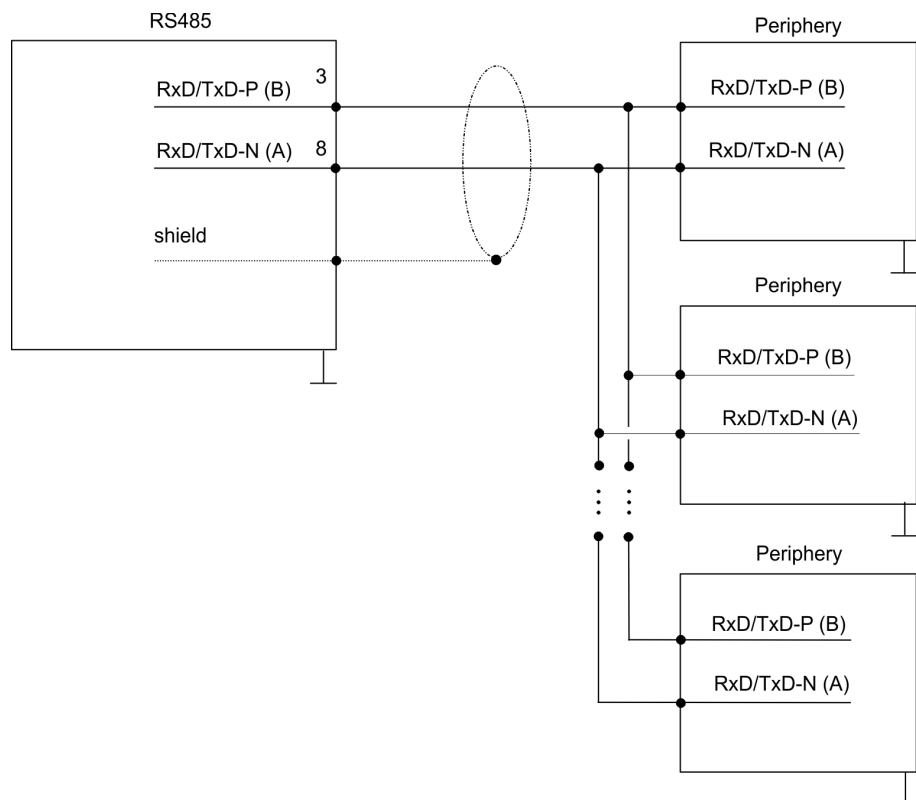 RS485
RxD/TxD-P (B) 3
RxD/TxD-N (A) 8
shield
Periphery
RxD/TxD-P (B)
RxD/TxD-N (A)
Periphery
RxD/TxD-P (B)
RxD/TxD-N (A)
Periphery
RxD/TxD-P (B)
RxD/TxD-N (A)